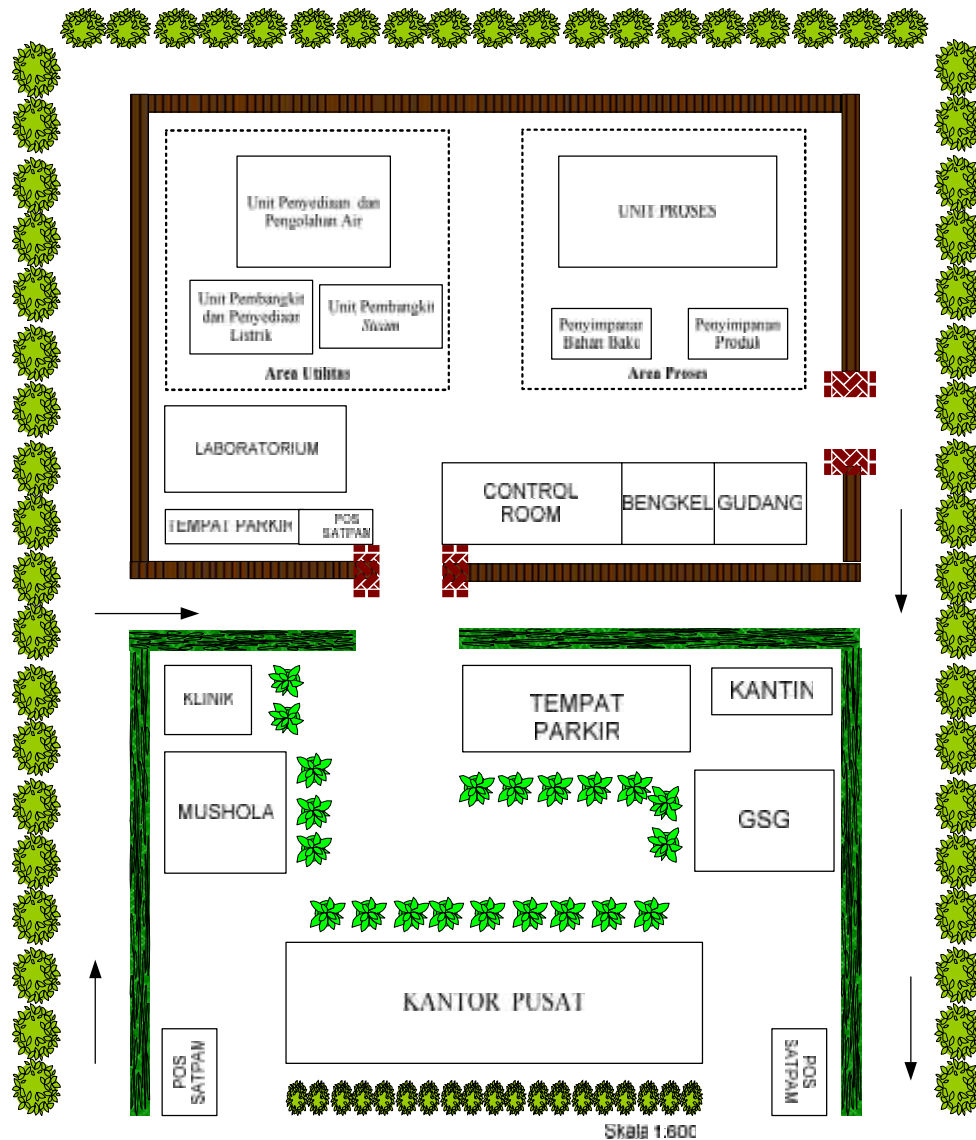 Unit Penyediaan dan
Pengolahan Air
UNIT PROSES
Unit Pembangkit
dan Penyediaan
Listrik
Unit Pembangkit
Steam
Penyimpanan
Bahan Baku
Penyimpanan
Produk
Area Utilitas
Area Proses
LABORATORIUM
CONTROL
ROOM
BENGKEL
GUDANG
TEMPAT PARKIR
POS
SATPAM
KLINIK
TEMPAT
PARKIR
KANTIN
MUSHOLA
GSG
KANTOR PUSAT
POS
SATPAM
POS
SATPAM
Skala 1:600